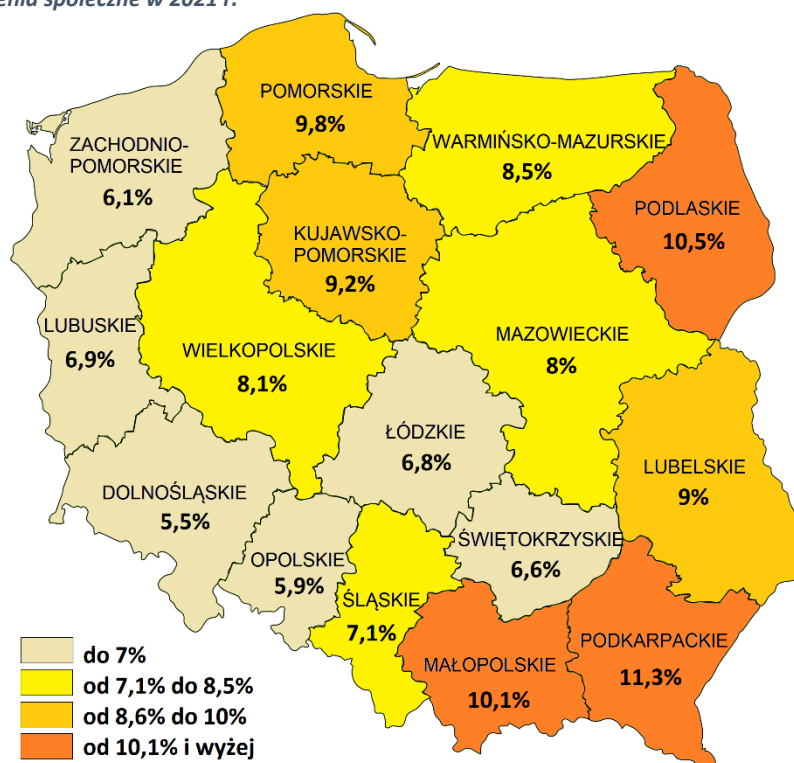 społeczne w 2021 r.
POMORSKIE
9,8%
ZACHODNIO-
POMORSKIE
6,1%
WARMIŃSKO-MAZURSKIE
8,5%
PODLASKIE
10,5%
KUJAWSKO-
POMORSKIE
9,2%
LUBUSKIE
6,9%
WIELKOPOLSKIE
8,1%
MAZOWIECKIE
8%
ŁÓDZKIE
6,8%
LUBELSKIE
9%
DOLNOŚLĄSKIE
5,5%
OPOLSKIE
5,9%
ŚWIĘTOKRZYSKIE
6,6%
ŚLĄSKIE
7,1%
MAŁOPOLSKIE
10,1%
PODKARPACKIE
11,3%
do 7%
od 7,1% do 8,5%
od 8,6% do 10%
od 10,1% i wyżej